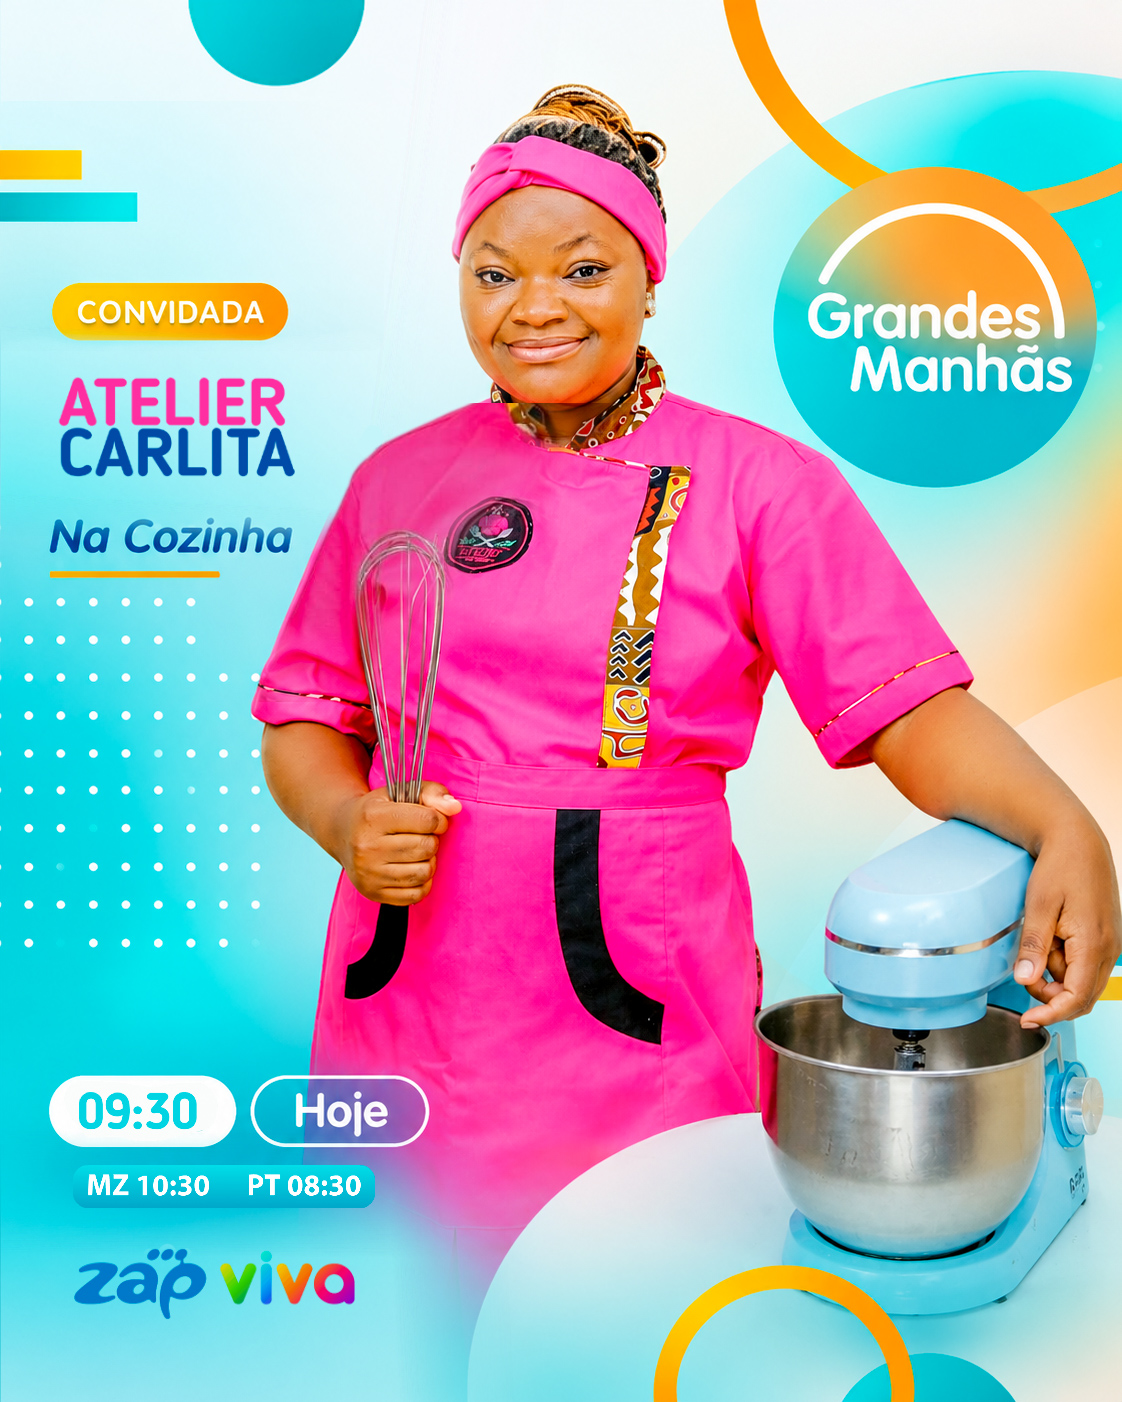 Grandes
Manhãs
CONVIDADA
ATELIER
CARLITA
Na Cozinha
09:30 Hoje
MZ 10:30 PT 08:30
zap viva